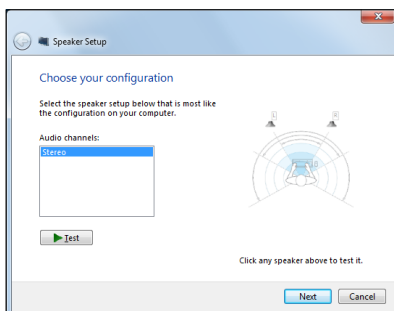 Speaker Setup
Choose your configuration
Select the speaker setup below that is most like
the configuration on your computer.
Audio channels:
Stereo
Test
L
R
Click any speaker above to test it.
Next
Cancel